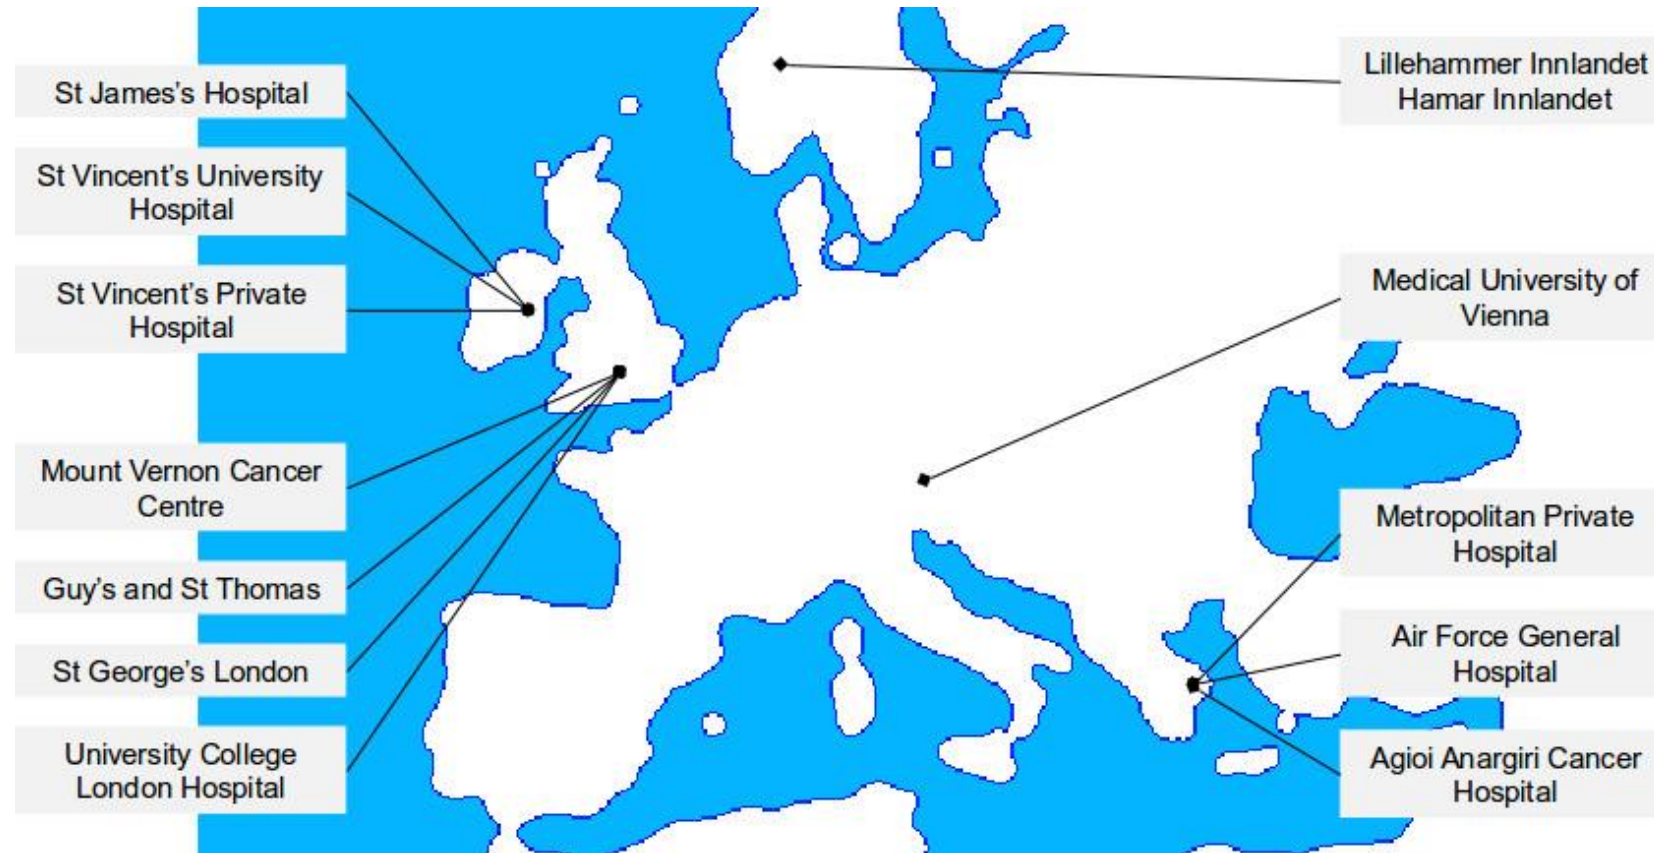 St James's Hospital
St Vincent's University
Hospital
St Vincent's Private
Hospital
Mount Vernon Cancer
Centre
Guy's and St Thomas
St George's London
University College
London Hospital
Lillehammer Innlandet
Hamar Innlandet
Medical University of
Vienna
Metropolitan Private
Hospital
Air Force General
Hospital
Agioi Anargiri Cancer
Hospital